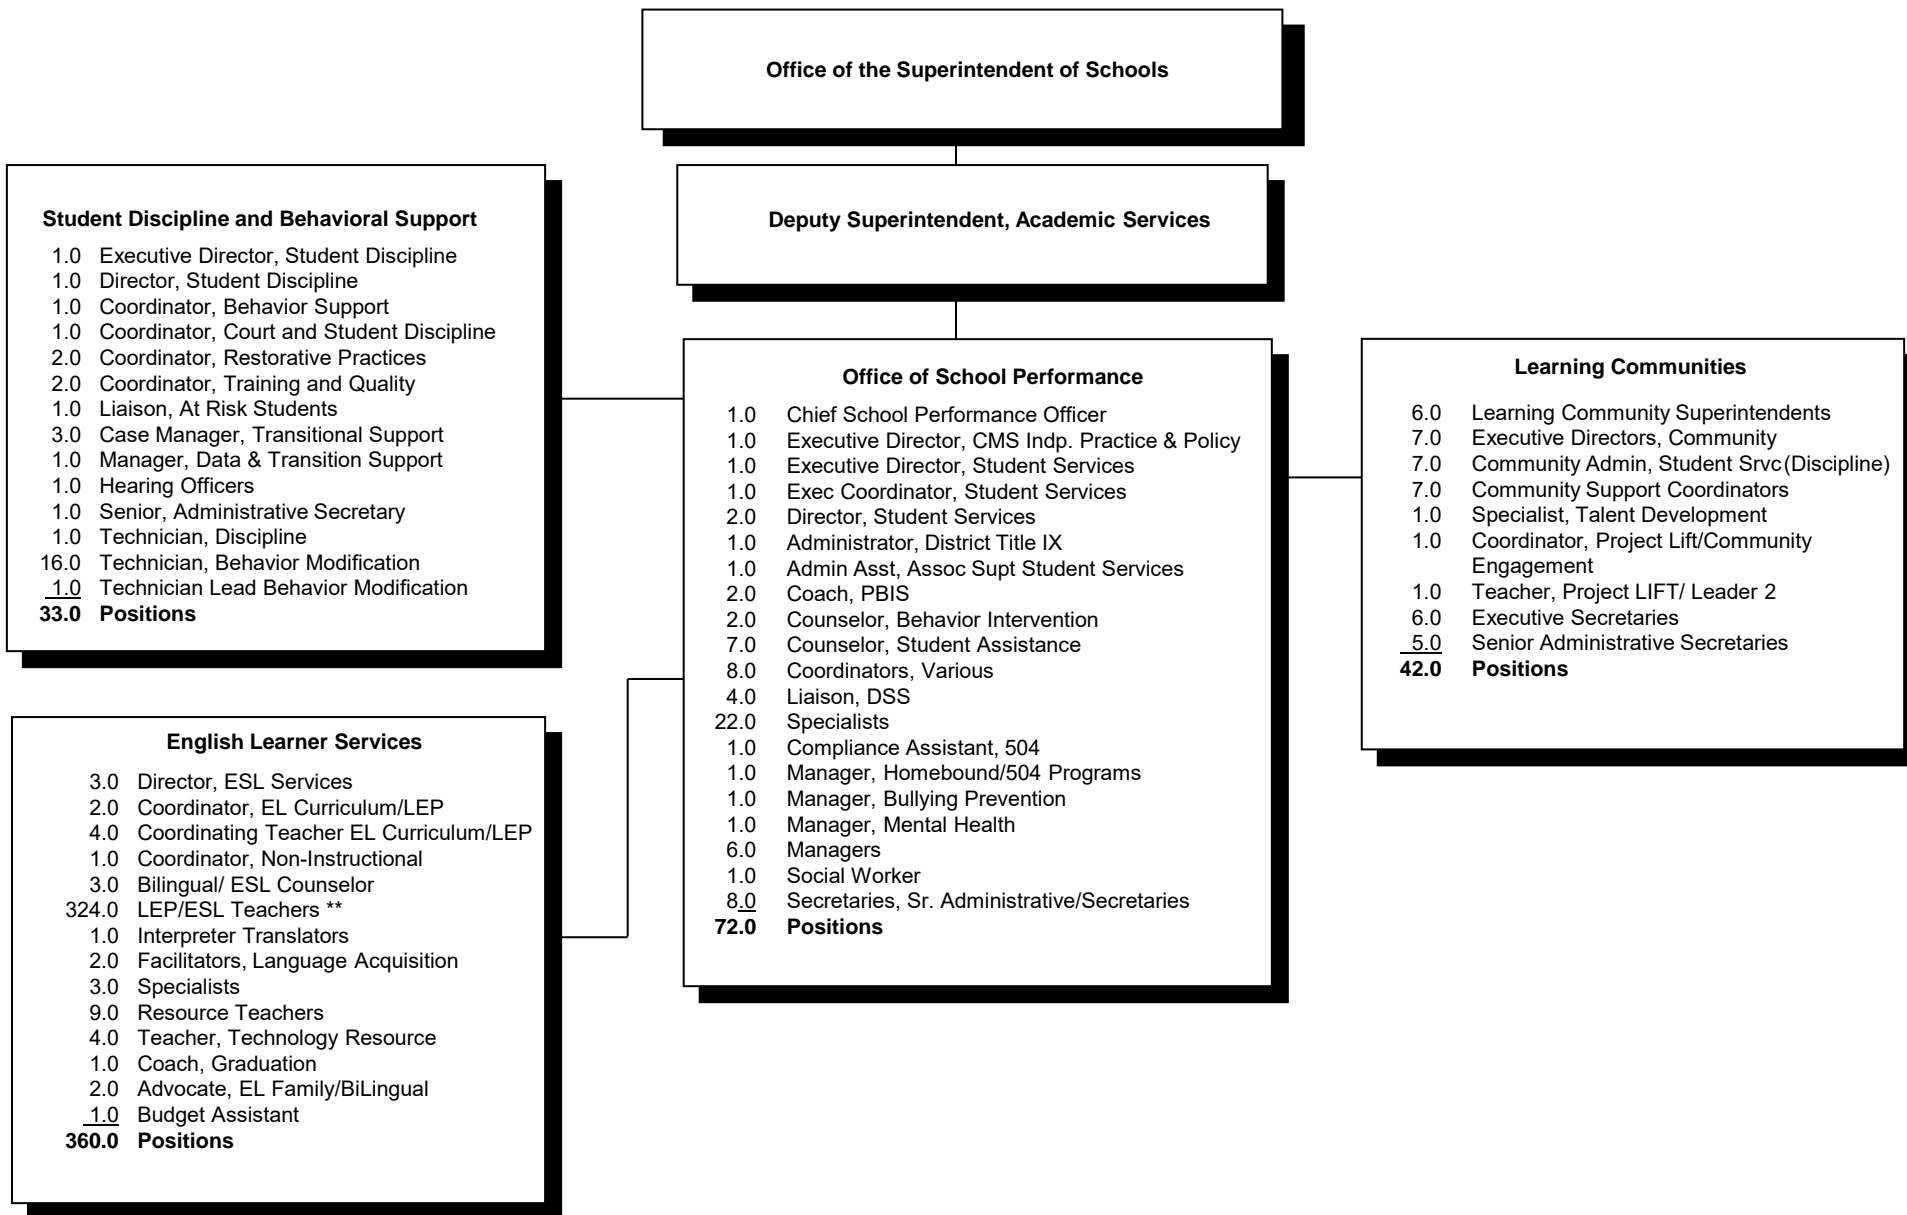 Office of the Superintendent of Schools
Deputy Superintendent, Academic Services
Student Discipline and Behavioral Support
1.0 Executive Director, Student Discipline
1.0 Director, Student Discipline
1.0 Coordinator, Behavior Support
1.0 Coordinator, Court and Student Discipline
2.0 Coordinator, Restorative Practices
2.0 Coordinator, Training and Quality
1.0 Liaison, At Risk Students
3.0 Case Manager, Transitional Support
1.0 Manager, Data & Transition Support
1.0 Hearing Officers
1.0 Senior, Administrative Secretary
1.0 Technician, Discipline
16.0 Technician, Behavior Modification
1.0 Technician Lead Behavior Modification
33.0 Positions
English Learner Services
3.0 Director, ESL Services
2.0 Coordinator, EL Curriculum/LEP
4.0 Coordinating Teacher EL Curriculum/LEP
1.0 Coordinator, Non-Instructional
3.0 Bilingual/ ESL Counselor
324.0 LEP/ESL Teachers **
1.0 Interpreter Translators
2.0 Facilitators, Language Acquisition
3.0 Specialists
9.0 Resource Teachers
4.0 Teacher, Technology Resource
1.0 Coach, Graduation
2.0 Advocate, EL Family/BiLingual
1.0 Budget Assistant
360.0 Positions
Office of School Performance
1.0 Chief School Performance Officer
1.0 Executive Director, CMS Indp. Practice & Policy
1.0 Executive Director, Student Services
1.0 Exec Coordinator, Student Services
2.0 Director, Student Services
1.0 Administrator, District Title IX
1.0 Admin Asst, Assoc Supt Student Services
2.0 Coach, PBIS
2.0 Counselor, Behavior Intervention
7.0 Counselor, Student Assistance
8.0 Coordinators, Various
4.0 Liaison, DSS
22.0 Specialists
1.0 Compliance Assistant, 504
1.0 Manager, Homebound/504 Programs
1.0 Manager, Bullying Prevention
1.0 Manager, Mental Health
6.0 Managers
1.0 Social Worker
8.0 Secretaries, Sr. Administrative/Secretaries
72.0 Positions
Learning Communities
6.0 Learning Community Superintendents
7.0 Executive Directors, Community
7.0 Community Admin, Student Srvc(Discipline)
7.0 Community Support Coordinators
1.0 Specialist, Talent Development
1.0 Coordinator, Project Lift/Community
Engagement
1.0 Teacher, Project LIFT/ Leader 2
6.0 Executive Secretaries
5.0 Senior Administrative Secretaries
42.0 Positions